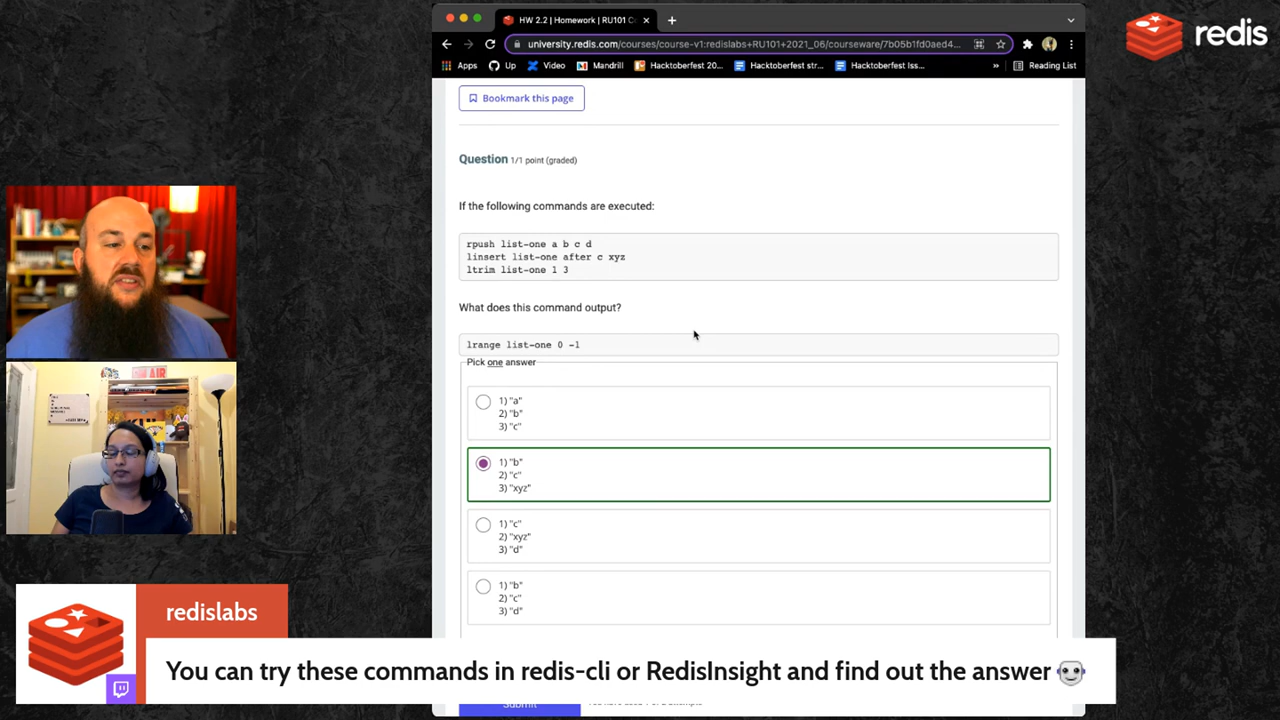 HW 2.2 | Homework | RU101 C
redis
university.redis.com/courses/course-v1:redislabs+RU101+2021_06/courseware/7b05b1fd0aed4...
Apps Up Video Mandrill Hacktoberfest 20... Hacktoberfest str... Hacktoberfest Iss... » Reading List
Bookmark this page
Question 1/1 point (graded)
If the following commands are executed:
rpush list-one a b c d
linsert list-one after c xyz
ltrim list-one 1 3
What does this command output?
lrange list-one 0 -1
Pick one answer
1) "a"
2) "b"
3) "c"
1) "b"
2) "c"
3) "xyz"
1) "c"
2) "xyz"
3) "d"
1) "b"
2) "c"
3) "d"
ON AIR
redislabs
You can try these commands in redis-cli or RedisInsight and find out the answer
Submit